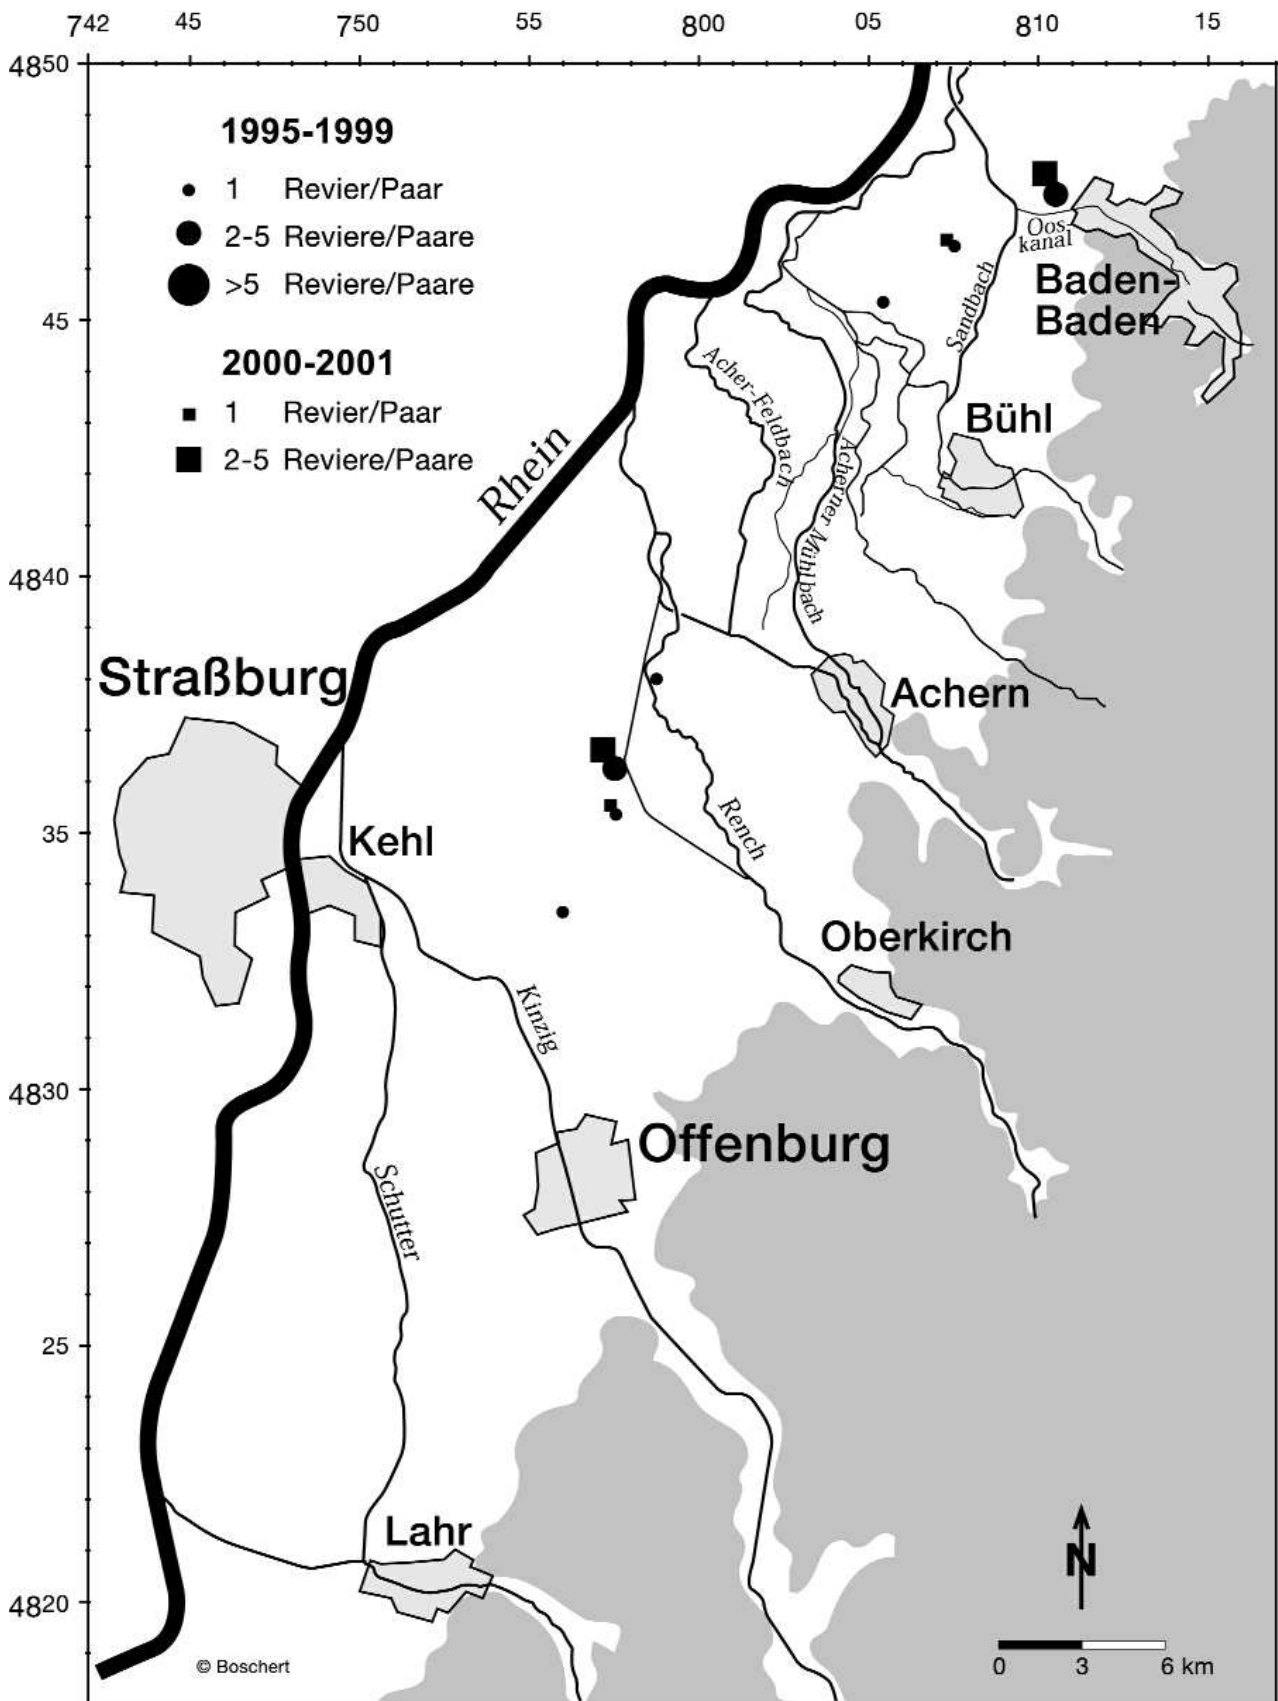 742 45 750 55 800 05 810 15
4850
1995-1999
1 Revier/Paar
2-5 Reviere/Paare
>5 Reviere/Paare
2000-2001
1 Revier/Paar
2-5 Reviere/Paare
Oos-
kanal
Baden-
Baden
45
Sandbach
Acher-Feldbach
Bühl
Rhein
Acherner Mühlbach
4840
Straßburg
Achern
35
Kehl
Rench
Oberkirch
Kinzig
4830
Offenburg
Schutter
25
Lahr
N
4820
© Boschert
0 3 6 km